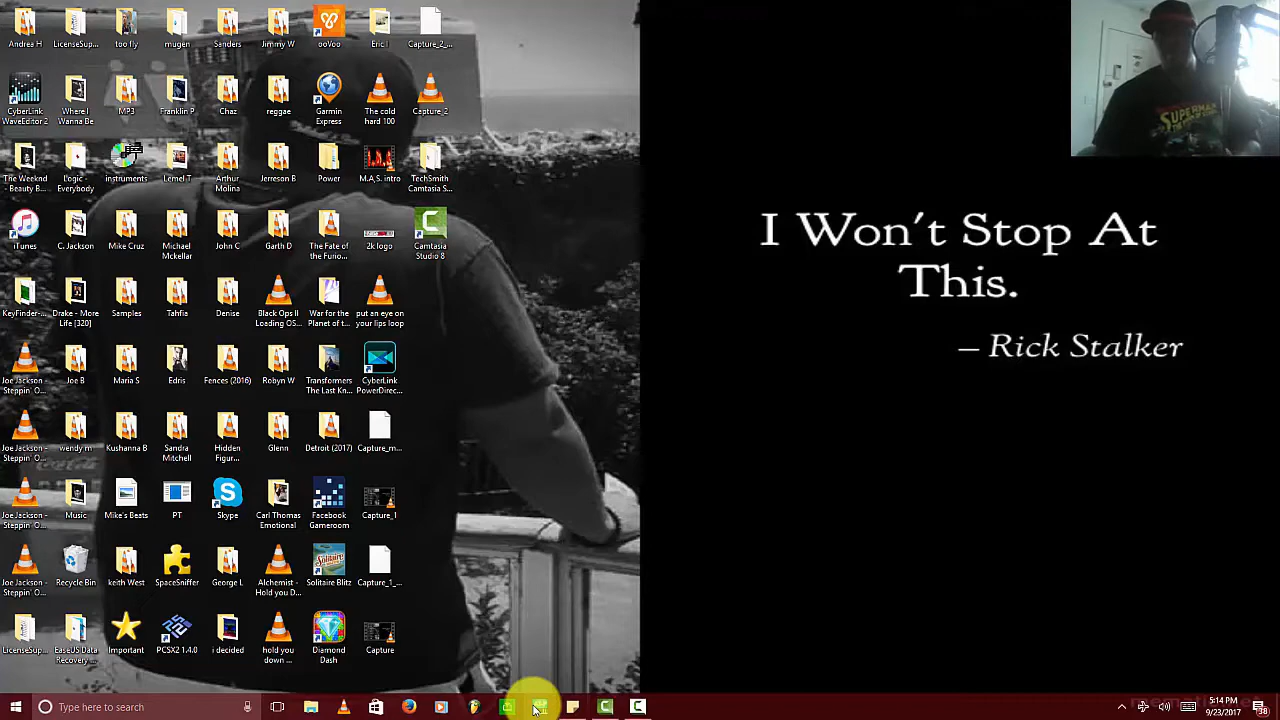 Andrea H
LicenseSup...
too fly
mugen
Sanders
Jimmy W
ooVoo
Eric I
Capture_2_...
CyberLink
WaveEditor 2
Where I
Wanna Be
MP3
Franklin P
Chaz
reggae
Garmin
Express
The cold
hard 100
Capture_2
The Weeknd
- Beauty B...
Logic -
Everybody
instruments
Lemel T
Arthur
Molina
Jerreson B
Power
M.A.S. intro
TechSmith
Camtasia S...
SUPERMAN
iTunes
C. Jackson
Mike Cruz
Michael
Mckellar
John C
Garth D
The Fate of
the Furio...
2k logo
Camtasia
Studio 8
I Won't Stop At
This.
– Rick Stalker
KeyFinder-...
Drake - More
Life [320]
Samples
Tahfia
Denise
Black Ops II
Loading OS...
War for the
Planet of t...
put an eye on
your lips loop
Joe Jackson -
Steppin' O...
Joe B
Maria S
Edris
Fences (2016)
Robyn W
Transformers
The Last Kn...
CyberLink
PowerDirec...
Joe Jackson -
Steppin' O...
wendy m
Kushanna B
Sandra
Mitchell
Hidden
Figur...
Glenn
Detroit (2017)
Capture_m...
Joe Jackson -
Steppin' O...
Music
Mike's Beats
PT
Skype
Carl Thomas
Emotional
Facebook
Gameroom
Capture_1
Joe Jackson -
Steppin' O...
Recycle Bin
keith West
SpaceSniffer
George L
Alchemist -
Hold you D...
Solitaire Blitz
Capture_1_...
LicenseSup...
EaseUS Data
Recovery...
Important
PCSX2 1.4.0
i decided
hold you
down ...
Diamond
Dash
Capture
Type here to search
5:14 PM
9/23/2017
38